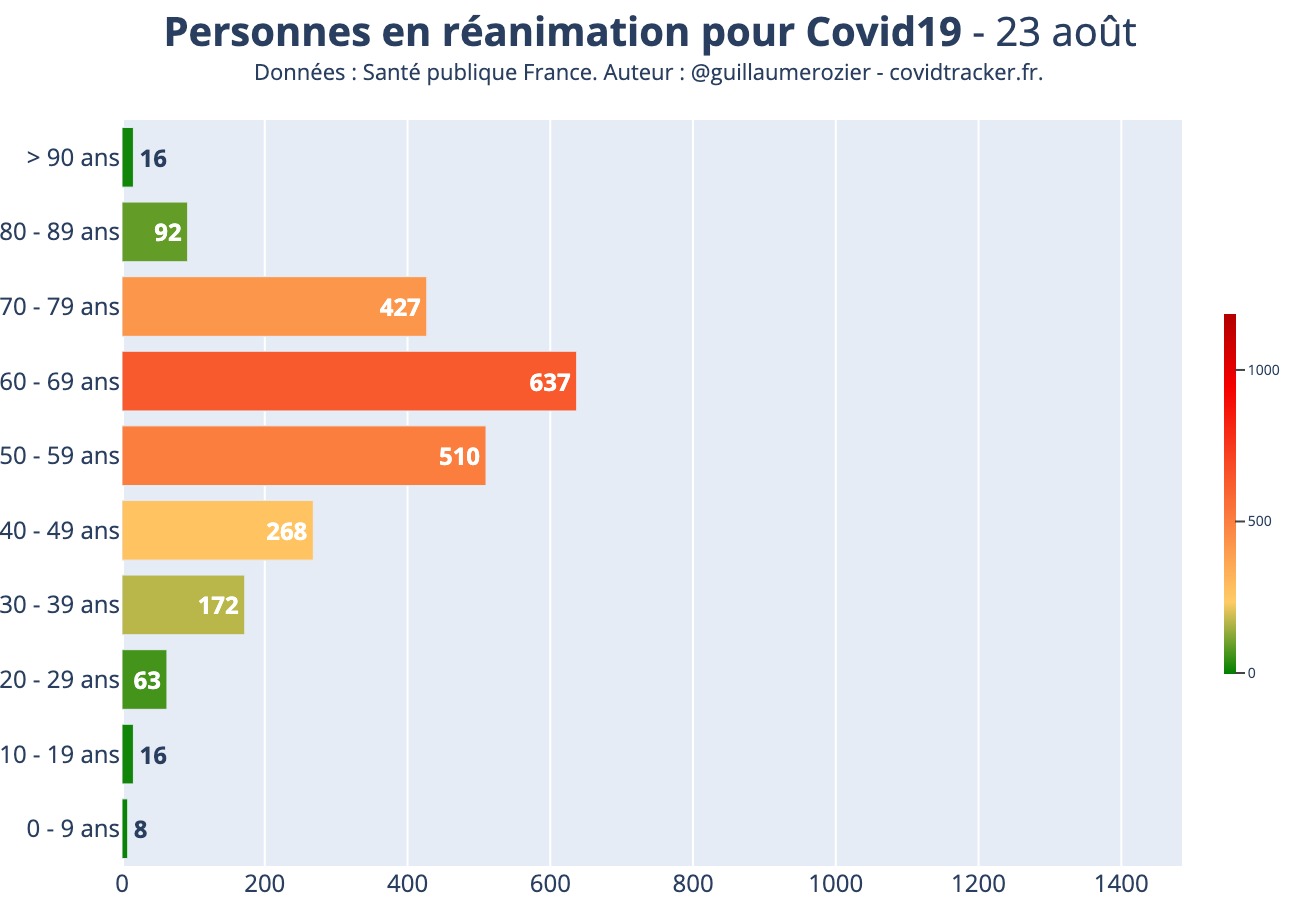 Personnes en réanimation pour Covid19 - 23 août
Données : Santé publique France. Auteur : @guillaumerozier - covidtracker.fr.
> 90 ans 16
80 - 89 ans 92
70 - 79 ans 427
60 - 69 ans 637
50 - 59 ans 510
40 - 49 ans 268
30 - 39 ans 172
20 - 29 ans 63
10 - 19 ans 16
0 - 9 ans 8
0 200 400 600 800 1000 1200 1400
1000
500
0